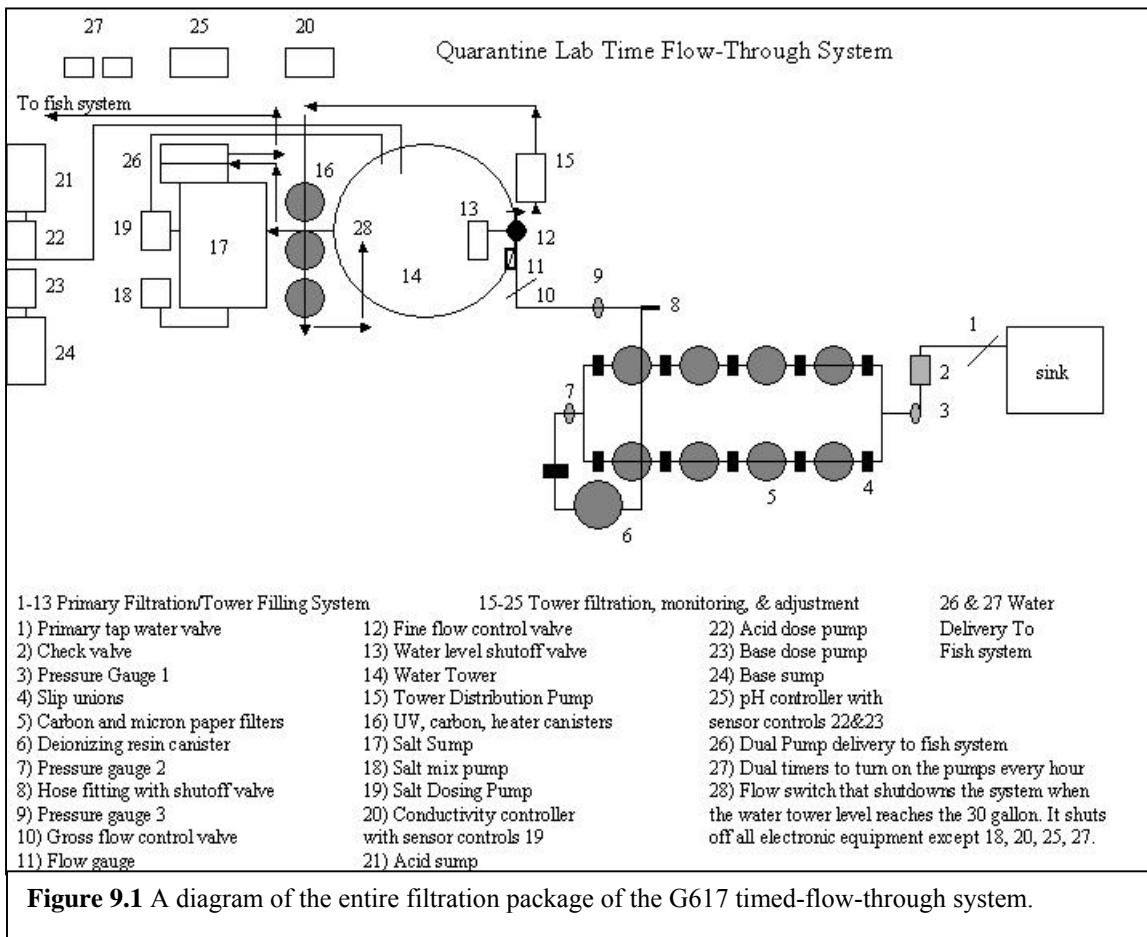 27
25
20
Quarantine Lab Time Flow-Through System
To fish system
26
16
15
21
13
19
28
12
22
17
14
11
9
23
18
10
8
1
24
7
2
sink
3
5
4
6
1-13 Primary Filtration/Tower Filling System
15-25 Tower filtration, monitoring, & adjustment
26 & 27 Water
Delivery To
Fish system
1) Primary tap water valve
2) Check valve
3) Pressure Gauge 1
4) Slip unions
5) Carbon and micron paper filters
6) Deionizing resin canister
7) Pressure gauge 2
8) Hose fitting with shutoff valve
9) Pressure gauge 3
10) Gross flow control valve
11) Flow gauge
12) Fine flow control valve
13) Water level shutoff valve
14) Water Tower
15) Tower Distribution Pump
16) UV, carbon, heater canisters
17) Salt Sump
18) Salt mix pump
19) Salt Dosing Pump
20) Conductivity controller
with sensor controls 19
21) Acid sump
22) Acid dose pump
23) Base dose pump
24) Base sump
25) pH controller with
sensor controls 22&23
26) Dual Pump delivery to fish system
27) Dual timers to turn on the pumps every hour
28) Flow switch that shutdowns the system when
the water tower level reaches the 30 gallon. It shuts
off all electronic equipment except 18, 20, 25, 27.
Figure 9.1 A diagram of the entire filtration package of the G617 timed-flow-through system.